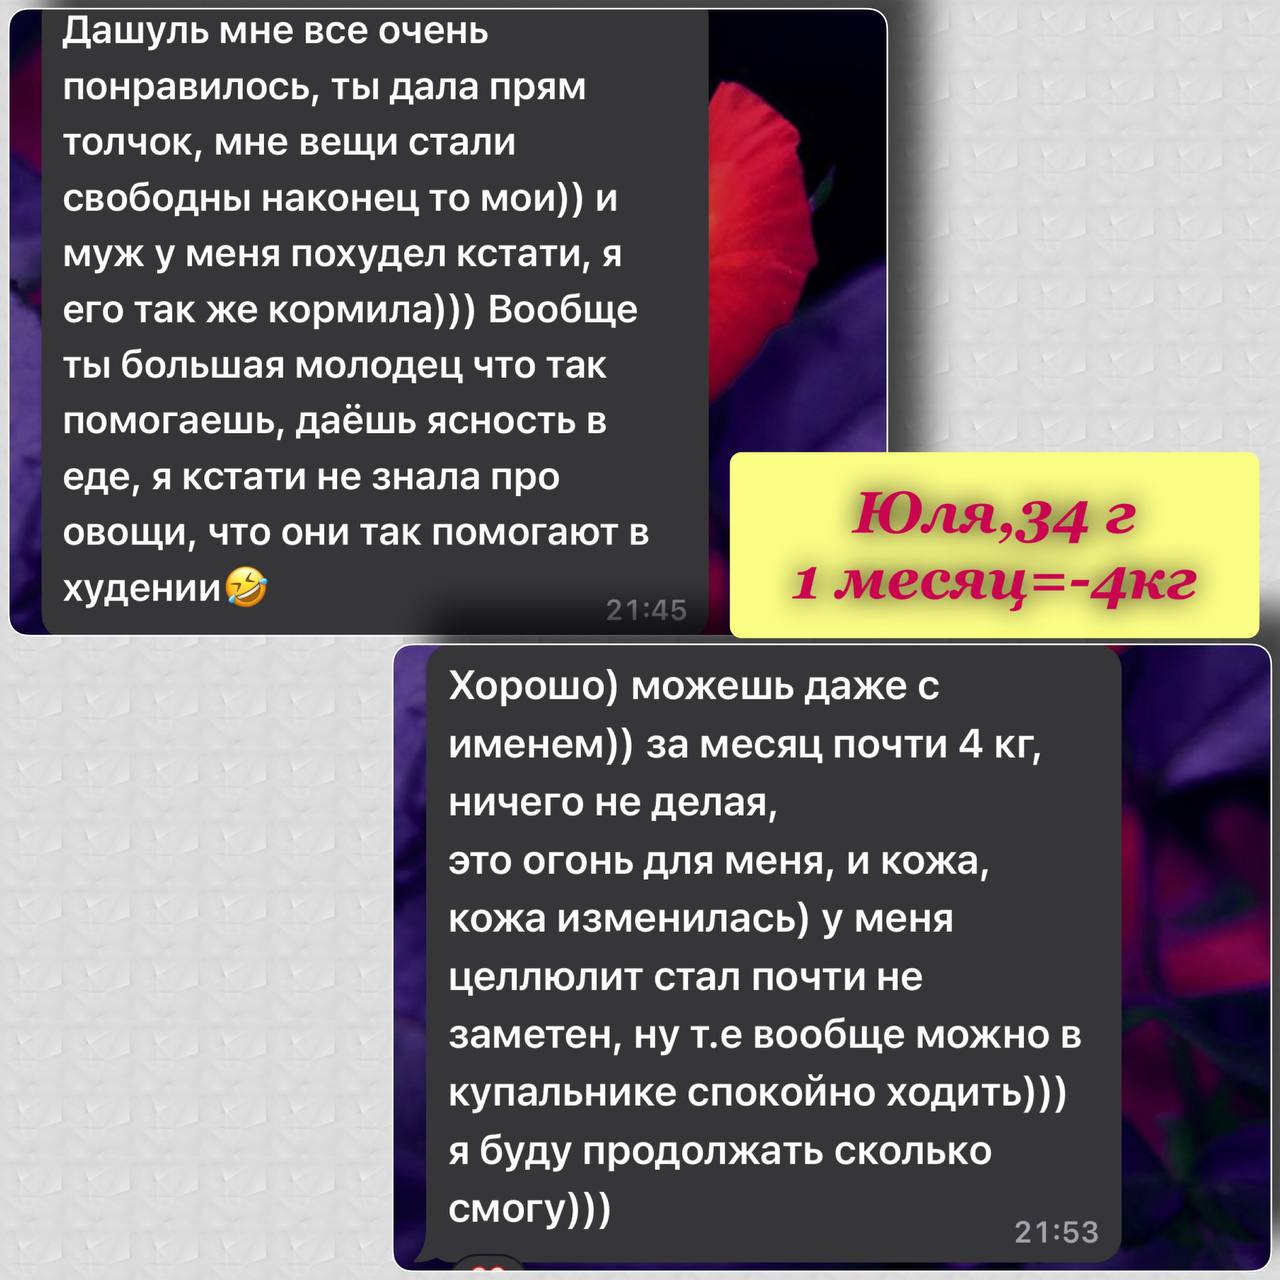 Дашуль мне все очень
понравилось, ты дала прям
толчок, мне вещи стали
свободны наконец то мои)) и
муж у меня похудел кстати, я
его так же кормила))) Вообще
ты большая молодец что так
помогаешь, даёшь ясность в
еде, я кстати не знала про
овощи, что они так помогают в
худении🤣
21:45
Юля,34 г
1 месяц=-4кг
Хорошо) можешь даже с
именем)) за месяц почти 4 кг,
ничего не делая,
это огонь для меня, и кожа,
кожа изменилась) у меня
целлюлит стал почти не
заметен, ну т.е вообще можно в
купальнике спокойно ходить)))
я буду продолжать сколько
смогу)))
21:53